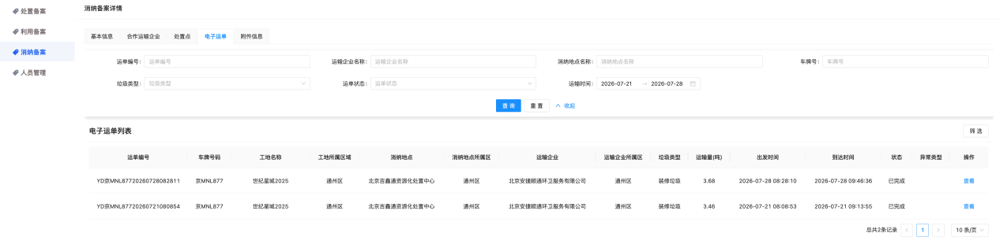 处置备案
利用备案
消纳备案
人员管理
消纳备案详情
基本信息 合作运输企业 处置点 电子运单 附件信息
运单编号: 运单编号 运输企业名称: 运输企业名称 消纳地点名称: 消纳地点名称 车牌号: 车牌号
垃圾类型: 垃圾类型 运单状态: 运单状态 运输时间: 2026-07-21 → 2026-07-28
查 询 重 置 收起
电子运单列表 筛 选
运单编号 车牌号码 工地名称 工地所属区域 消纳地点 消纳地点所属区 运输企业 运输企业所属区 垃圾类型 运输量(吨) 出发时间 到达时间 状态 异常类型 操作
YD京MNL87720260728082811 京MNL877 世纪星城2025 通州区 北京吉鑫通资源化处置中心 通州区 北京安捷顺通环卫服务有限公司 通州区 装修垃圾 3.68 2026-07-28 08:28:10 2026-07-28 09:46:36 已完成 查看
YD京MNL87720260721080854 京MNL877 世纪星城2025 通州区 北京吉鑫通资源化处置中心 通州区 北京安捷顺通环卫服务有限公司 通州区 装修垃圾 3.46 2026-07-21 08:08:53 2026-07-21 09:13:55 已完成 查看
总共2条记录 < 1 > 10 条/页